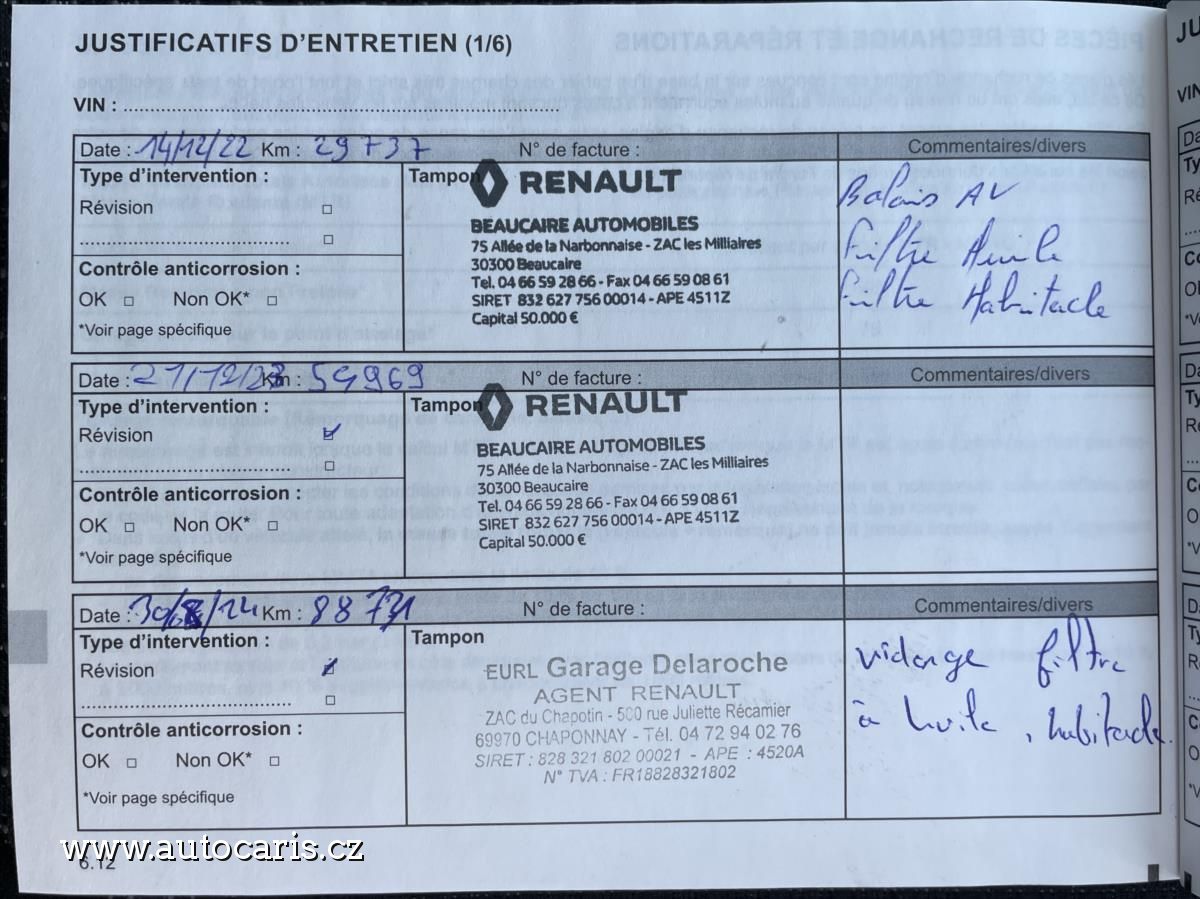 JUSTIFICATIFS D'ENTRETIEN (1/6)
VIN :
Date : 14/12/22 Km : 29 737 N° de facture : Commentaires/divers
Type d'intervention :
Révision
Contrôle anticorrosion :
OK Non OK*
*Voir page spécifique
Tampon
RENAULT
BEAUCAIRE AUTOMOBILES
75 Allée de la Narbonnaise - ZAC les Milliaires
30300 Beaucaire
Tel. 04 66 59 28 66 - Fax 04 66 59 08 61
SIRET 832 627 756 00014 - APE 4511Z
Capital 50.000 €
Balais AV
Filtre Huile
Filtre Habitacle
Date : 21/12/23 Km : 59969 N° de facture : Commentaires/divers
Type d'intervention :
Révision
Contrôle anticorrosion :
OK Non OK*
*Voir page spécifique
Tampon
RENAULT
BEAUCAIRE AUTOMOBILES
75 Allée de la Narbonnaise - ZAC les Milliaires
30300 Beaucaire
Tel. 04 66 59 28 66 - Fax 04 66 59 08 61
SIRET 832 627 756 00014 - APE 4511Z
Capital 50.000 €
Date : Km : N° de facture : Commentaires/divers
Type d'intervention :
Révision
Contrôle anticorrosion :
OK Non OK*
*Voir page spécifique
Tampon
EURL Garage Delaroche
AGENT RENAULT
ZAC du Chapotin - 500 rue Juliette Récamier
69970 CHAPONNAY - Tél. 04 72 94 02 76
SIRET : 828 321 802 00021 - APE : 4520A
N° TVA : FR18828321802
vidange filtre
à huile, habitacle
www.autocaris.cz
6.12